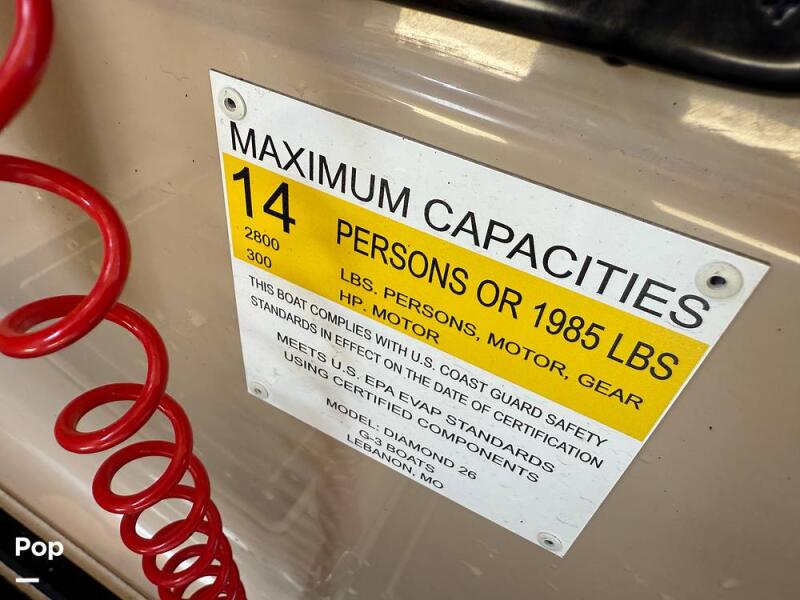 MAXIMUM CAPACITIES
14 PERSONS OR 1985 LBS
2800 LBS. PERSONS, MOTOR, GEAR
300 HP. MOTOR
THIS BOAT COMPLIES WITH U.S. COAST GUARD SAFETY
STANDARDS IN EFFECT ON THE DATE OF CERTIFICATION
MEETS U.S. EPA EVAP STANDARDS
USING CERTIFIED COMPONENTS
MODEL: DIAMOND 26
G-3 BOATS
LEBANON, MO
Pop